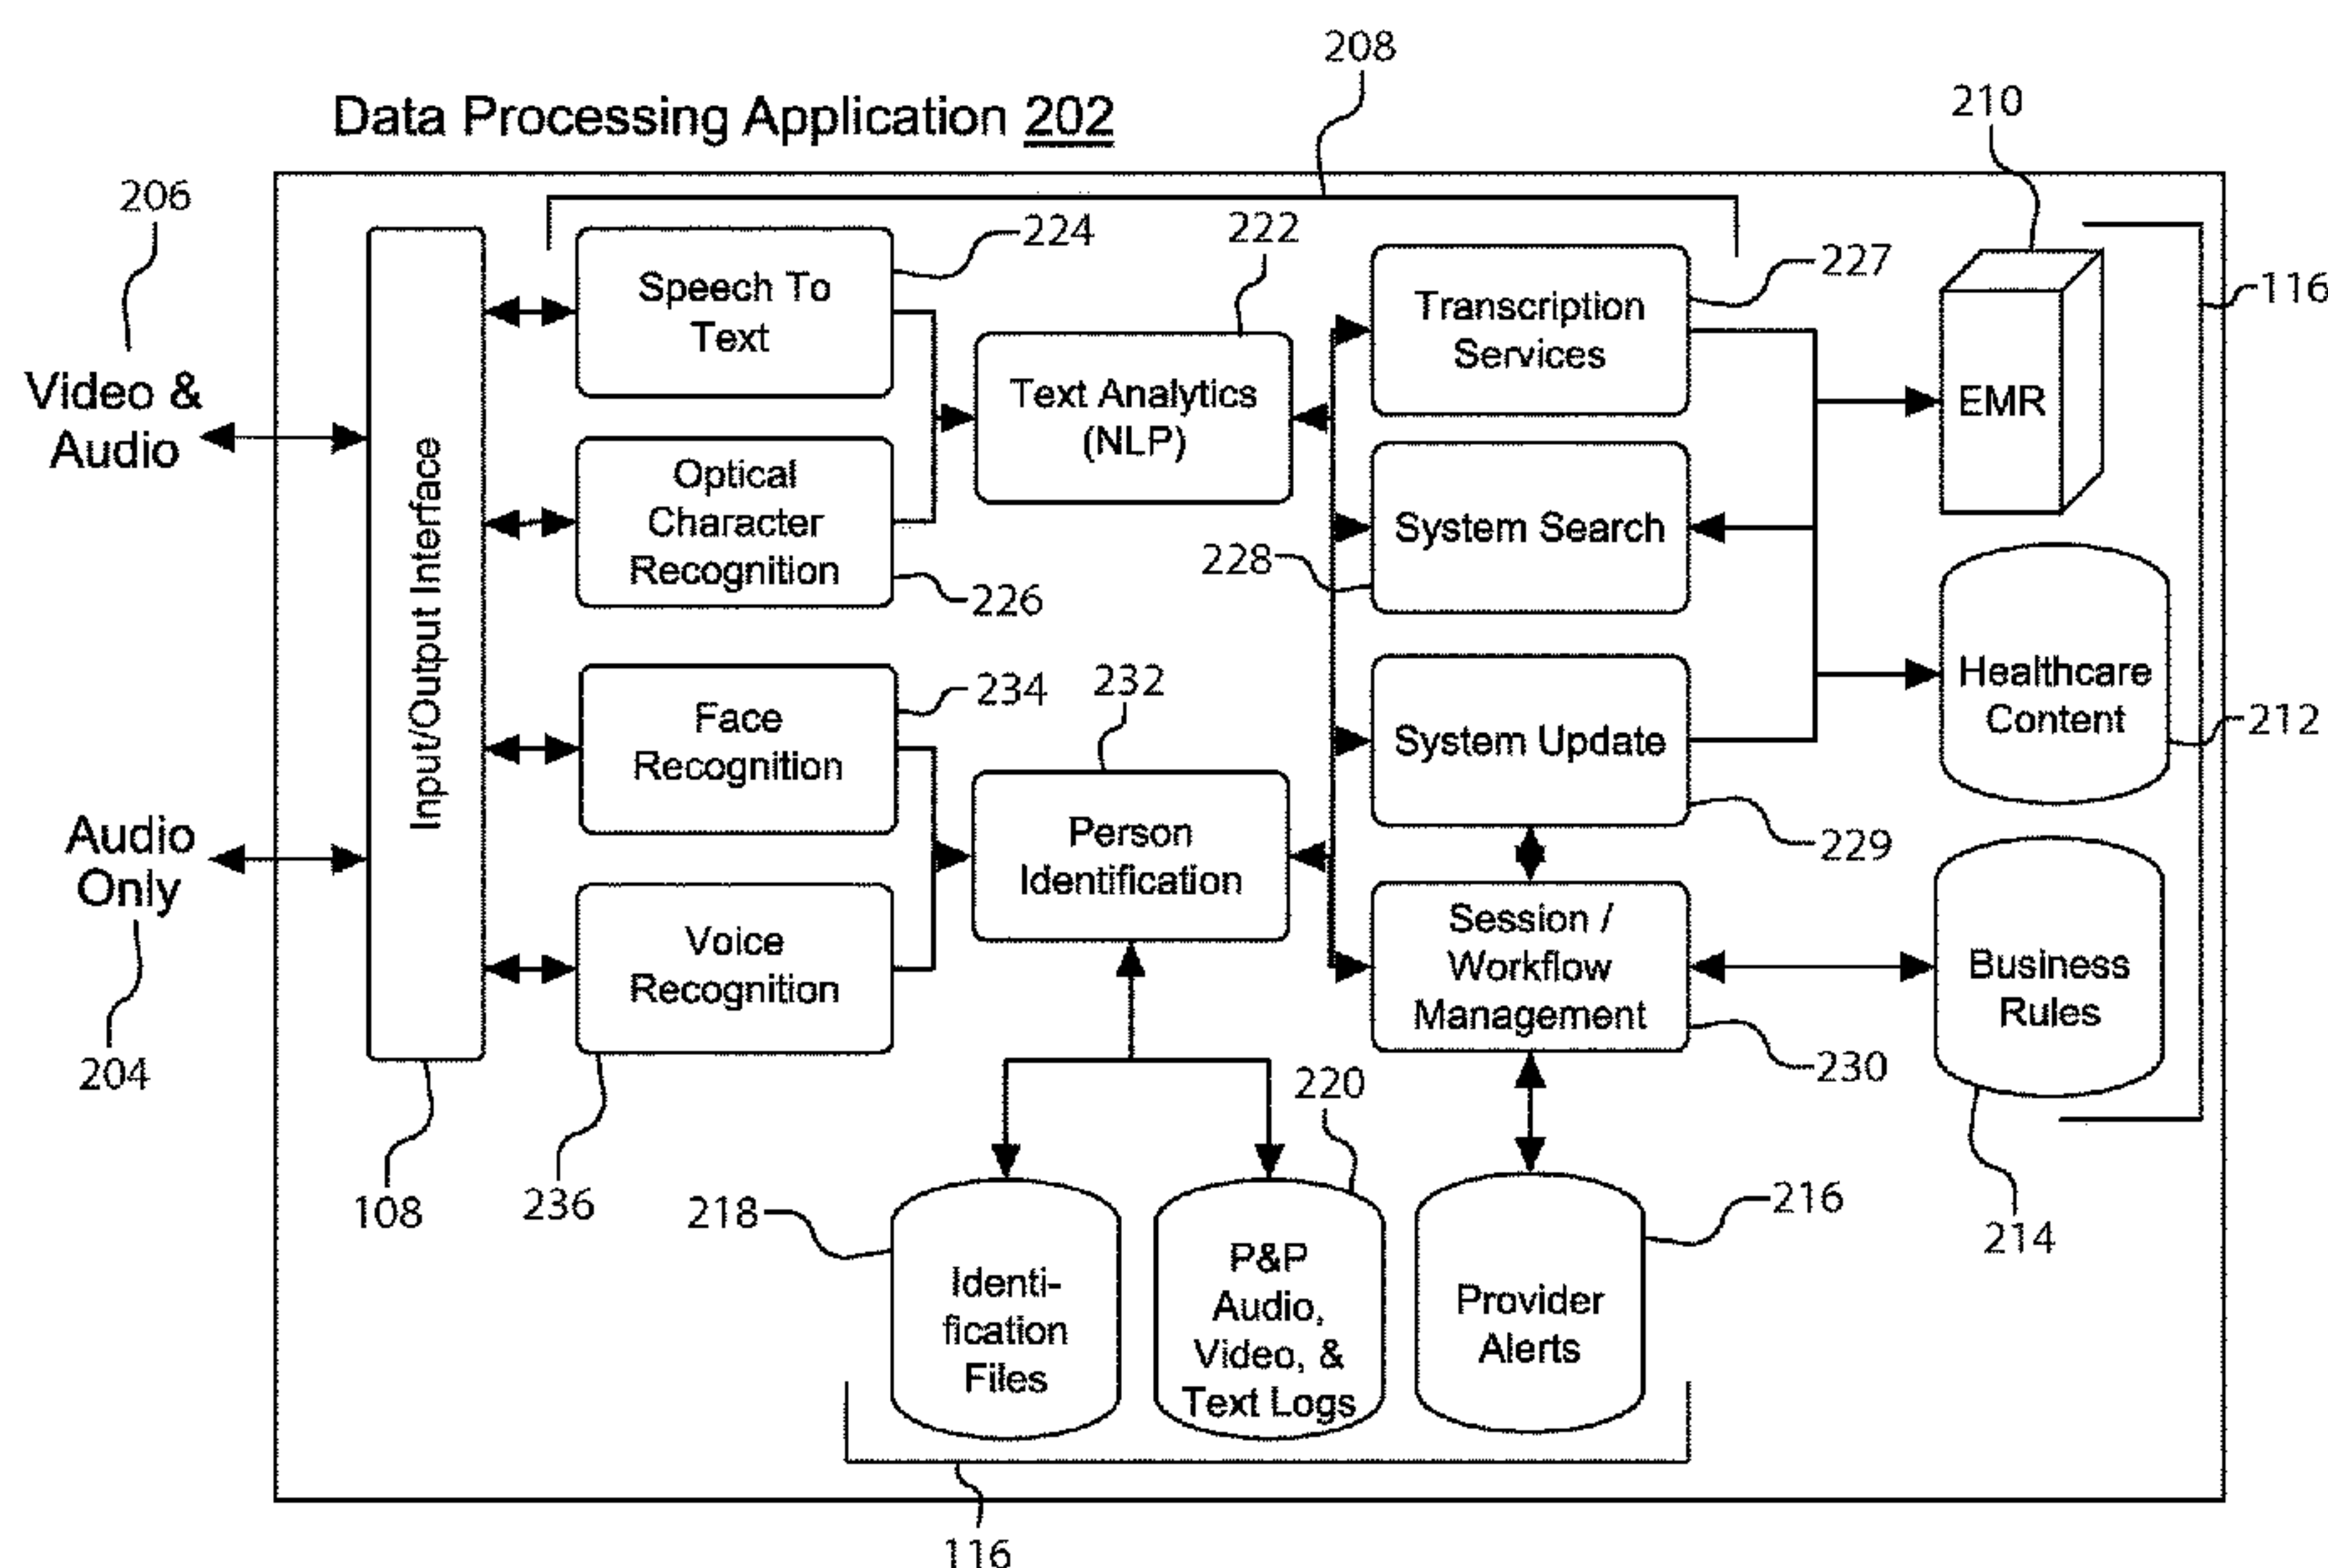 208
Data Processing Application 202
210
206
224
222
227
116
Speech To
Text
Transcription
Services
Video &
Audio
Text Analytics
(NLP)
EMR
Input/Output Interface
Optical
Character
Recognition
226
System Search
228
234
232
Healthcare
Content
212
Face
Recognition
System Update
Audio
Only
Person
Identification
229
204
Voice
Recognition
Session /
Workflow
Management
Business
Rules
230
220
108
236
218
216
214
Identi-
fication
Files
P&P
Audio,
Video, &
Text Logs
Provider
Alerts
116